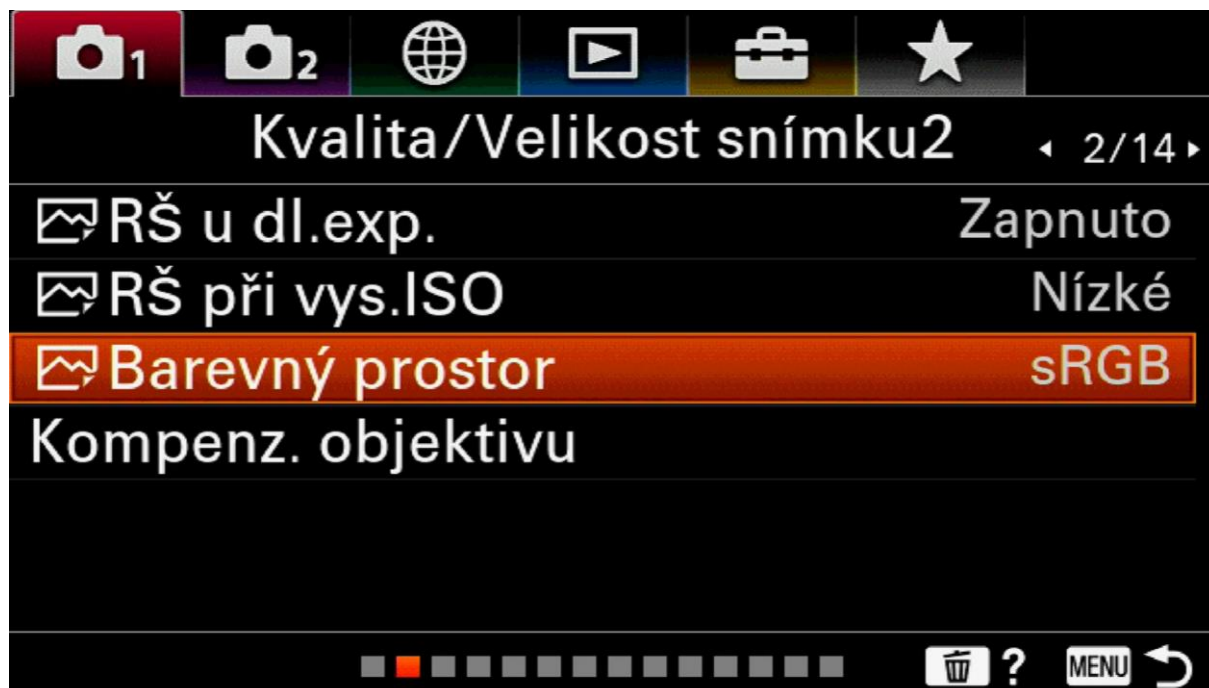 1 2
Kvalita/Velikost snímku2 2/14
RŠ u dl.exp. Zapnuto
RŠ při vys.ISO Nízké
Barevný prostor sRGB
Kompenz. objektivu
? MENU